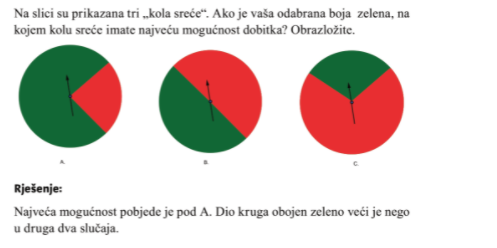 Na slici su prikazana tri „kola sreće“. Ako je vaša odabrana boja zelena, na
kojem kolu sreće imate najveću mogućnost dobitka? Obrazložite.
A.
B.
C.
Rješenje:
Najveća mogućnost pobjede je pod A. Dio kruga obojen zeleno veći je nego
u druga dva slučaja.